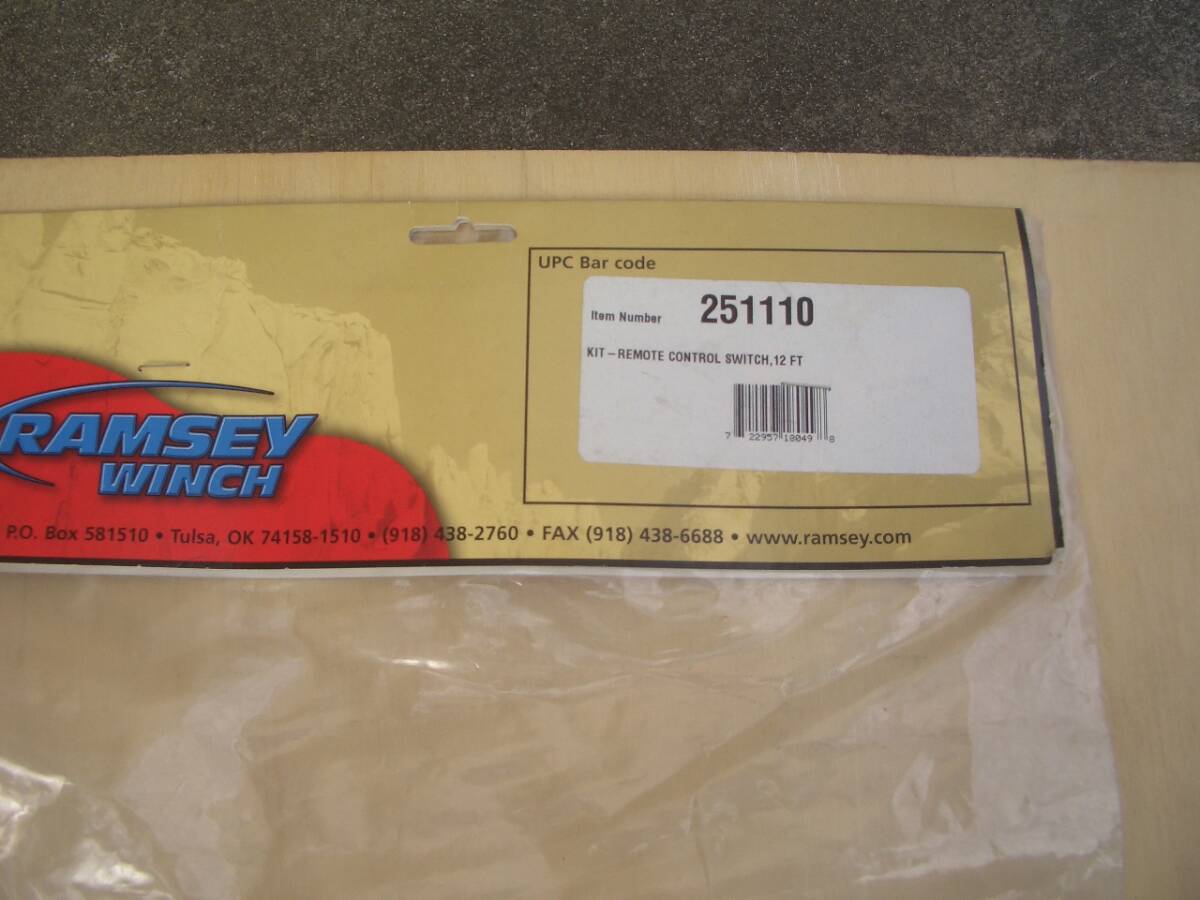 UPC Bar code
Item Number 251110
KIT-REMOTE CONTROL SWITCH,12 FT
7 22957 18049 8
RAMSEY
WINCH
P.O. Box 581510 • Tulsa, OK 74158-1510 • (918) 438-2760 • FAX (918) 438-6688 • www.ramsey.com